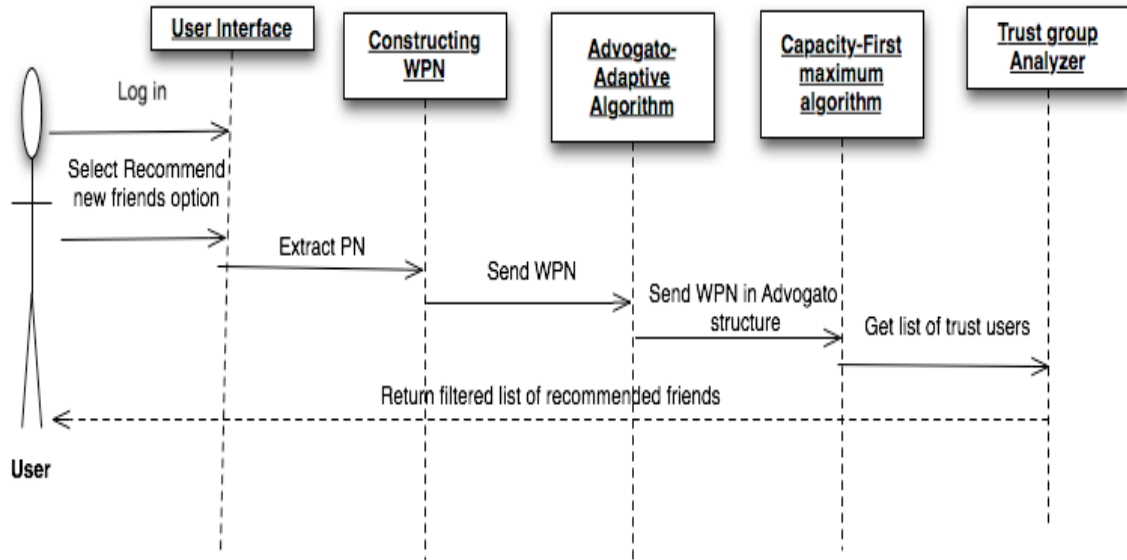 User Interface
Constructing
WPN
Advogato-
Adaptive
Algorithm
Capacity-First
maximum
algorithm
Trust group
Analyzer
Log in
Select Recommend
new friends option
Extract PN
Send WPN
Send WPN in Advogato
structure
Get list of trust users
Return filtered list of recommended friends
User